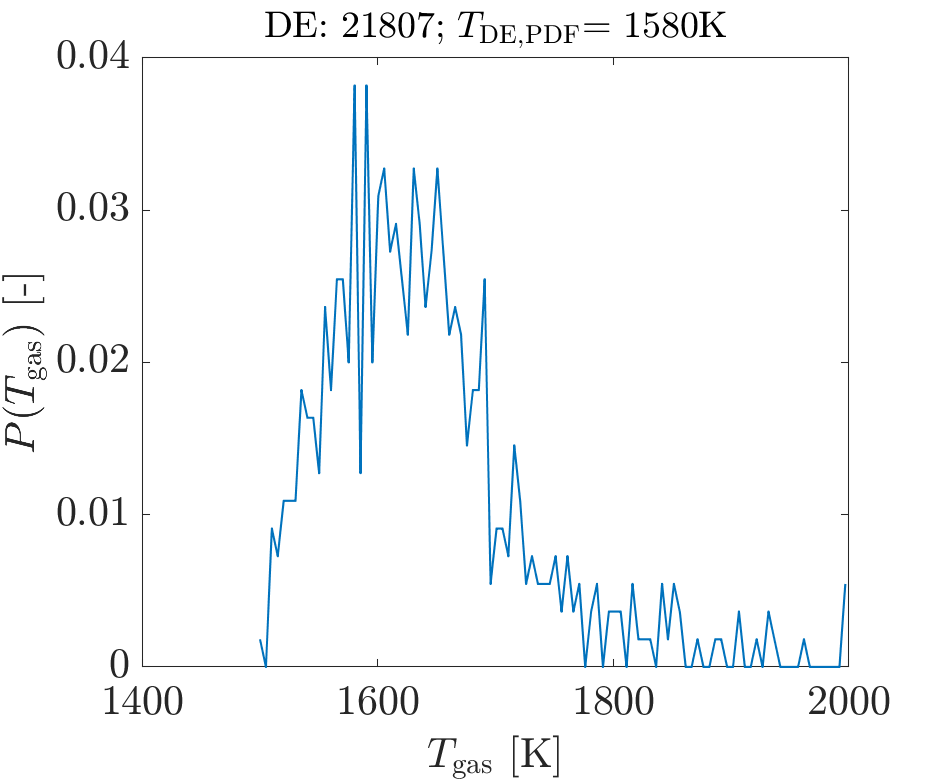 DE: 21807; T_DE,PDF= 1580K
0.04
0.03
0.02
0.01
0
P(T_gas) [-]
1400 1600 1800 2000
T_gas [K]